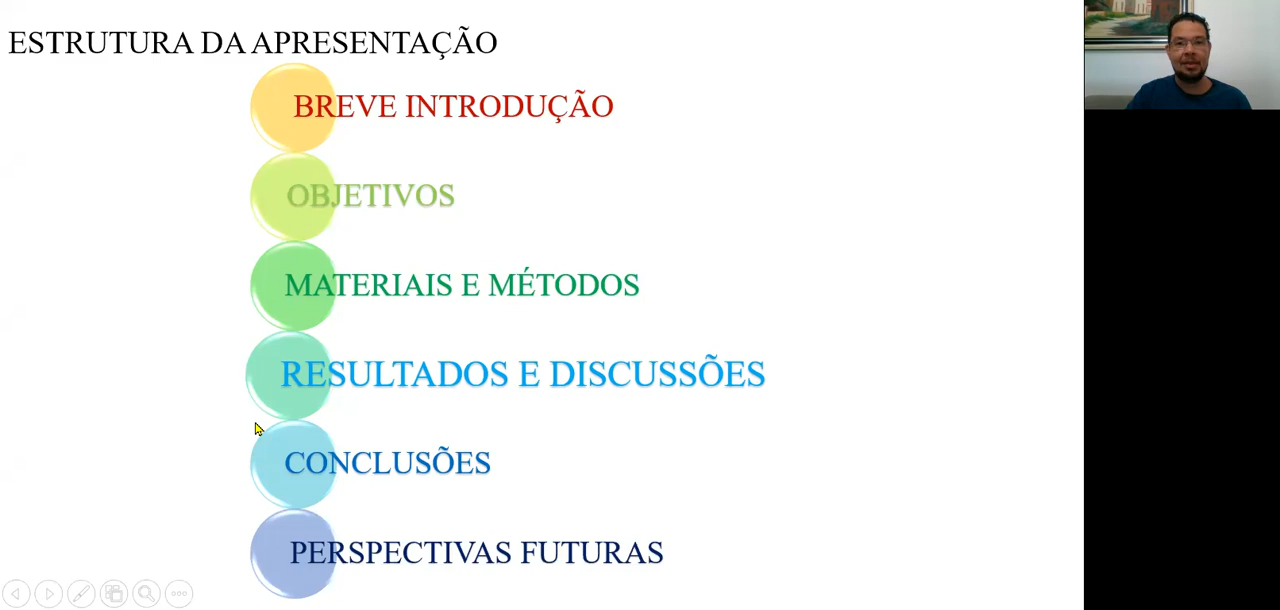 ESTRUTURA DA APRESENTAÇÃO
BREVE INTRODUÇÃO
OBJETIVOS
MATERIAIS E MÉTODOS
RESULTADOS E DISCUSSÕES
CONCLUSÕES
PERSPECTIVAS FUTURAS